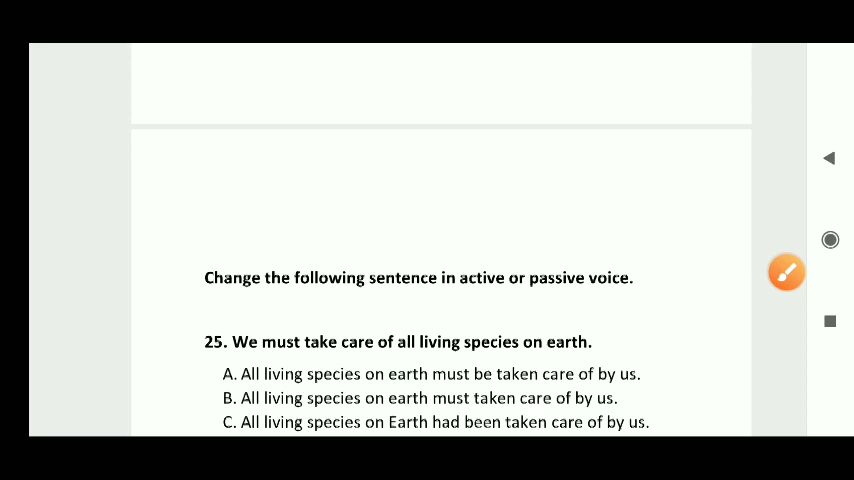 Change the following sentence in active or passive voice.
25. We must take care of all living species on earth.
A. All living species on earth must be taken care of by us.
B. All living species on earth must taken care of by us.
C. All living species on Earth had been taken care of by us.